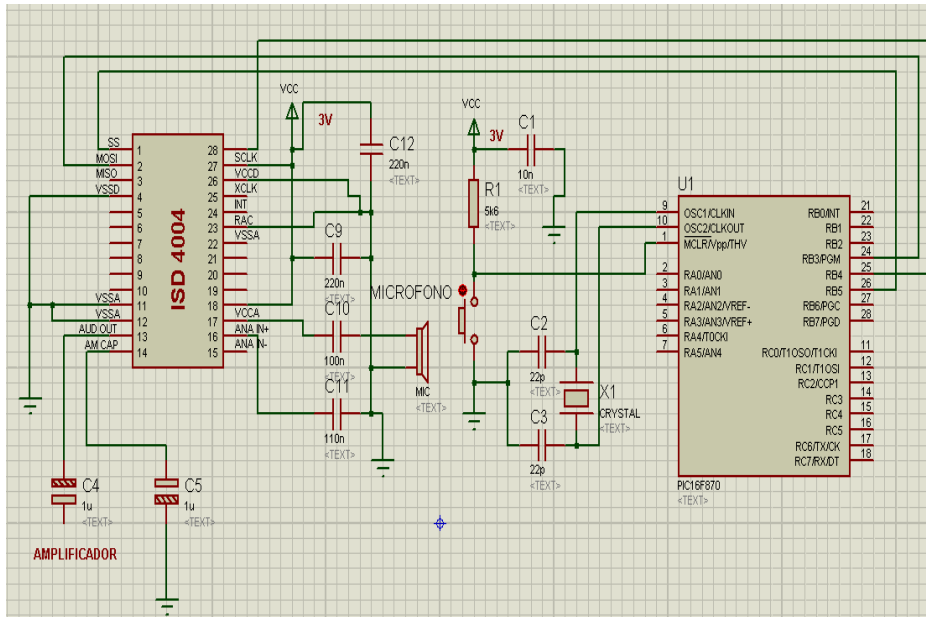 VCC
3V
C12
220n
<TEXT>
VCC
3V
C1
10n
<TEXT>
R1
5k6
<TEXT>
ISD 4004
SS
1
MOSI
2
MISO
3
VSSD
4
5
6
7
8
9
10
VSSA
11
VSSA
12
AUD OUT
13
AM CAP
14
28
SCLK
27
VCCD
26
XCLK
25
INT
24
RAC
23
VSSA
22
21
20
19
18
VCCA
17
ANA IN+
16
ANA IN-
15
C9
220n
<TEXT>
C10
100n
<TEXT>
C11
110n
<TEXT>
MICROFONO
MIC
<TEXT>
C2
22p
<TEXT>
C3
22p
<TEXT>
X1
CRYSTAL
<TEXT>
U1
9 OSC1/CLKIN
10 OSC2/CLKOUT
1 MCLR/Vpp/THV
2 RA0/AN0
3 RA1/AN1
4 RA2/AN2/VREF-
5 RA3/AN3/VREF+
6 RA4/T0CKI
7 RA5/AN4
RB0/INT 21
RB1 22
RB2 23
RB3/PGM 24
RB4 25
RB5 26
RB6/PGC 27
RB7/PGD 28
RC0/T1OSO/T1CKI 11
RC1/T1OSI 12
RC2/CCP1 13
RC3 14
RC4 15
RC5 16
RC6/TX/CK 17
RC7/RX/DT 18
PIC16F870
<TEXT>
C4
1u
<TEXT>
C5
1u
<TEXT>
AMPLIFICADOR